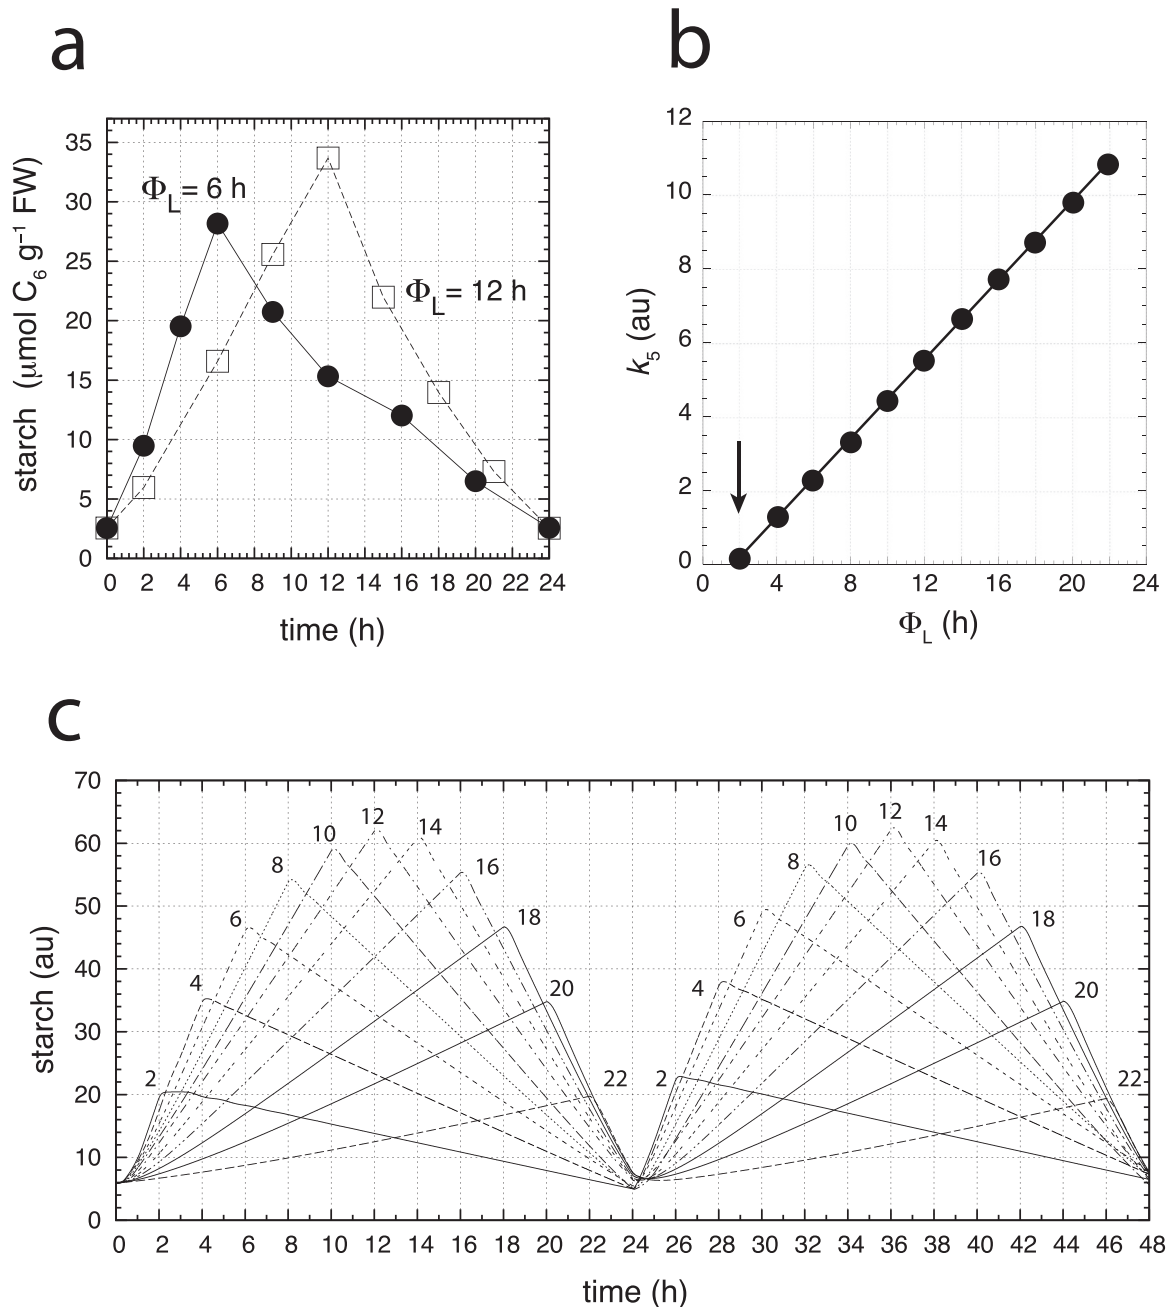 a
starch (μmol C6 g⁻¹ FW)
35
30
25
20
15
10
5
0
ΦL = 6 h
ΦL = 12 h
0 2 4 6 8 10 12 14 16 18 20 22 24
time (h)
b
k5 (au)
12
10
8
6
4
2
0
0 4 8 12 16 20 24
ΦL (h)
c
starch (au)
70
60
50
40
30
20
10
0
2 4 6 8 10 12 14 16 18 20 22
2 4 6 8 10 12 14 16 18 20 22
0 2 4 6 8 10 12 14 16 18 20 22 24 26 28 30 32 34 36 38 40 42 44 46 48
time (h)